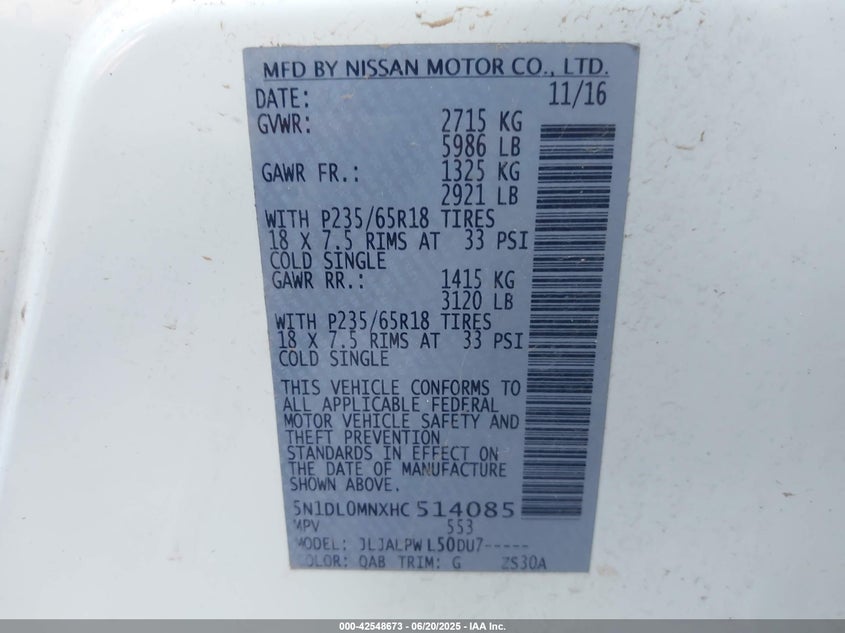 MFD BY NISSAN MOTOR CO., LTD.
DATE: 11/16
GVWR: 2715 KG
5986 LB
GAWR FR.: 1325 KG
2921 LB
WITH P235/65R18 TIRES
18 X 7.5 RIMS AT 33 PSI
COLD SINGLE
GAWR RR.: 1415 KG
3120 LB
WITH P235/65R18 TIRES
18 X 7.5 RIMS AT 33 PSI
COLD SINGLE
THIS VEHICLE CONFORMS TO
ALL APPLICABLE FEDERAL
MOTOR VEHICLE SAFETY AND
THEFT PREVENTION
STANDARDS IN EFFECT ON
THE DATE OF MANUFACTURE
SHOWN ABOVE.
5N1DL0MNXHC514085
MPV 553
MODEL: JLJALPW L50DU7-----
COLOR: QAB TRIM: G ZS30A
000-42548673 - 06/20/2025 - IAA Inc.